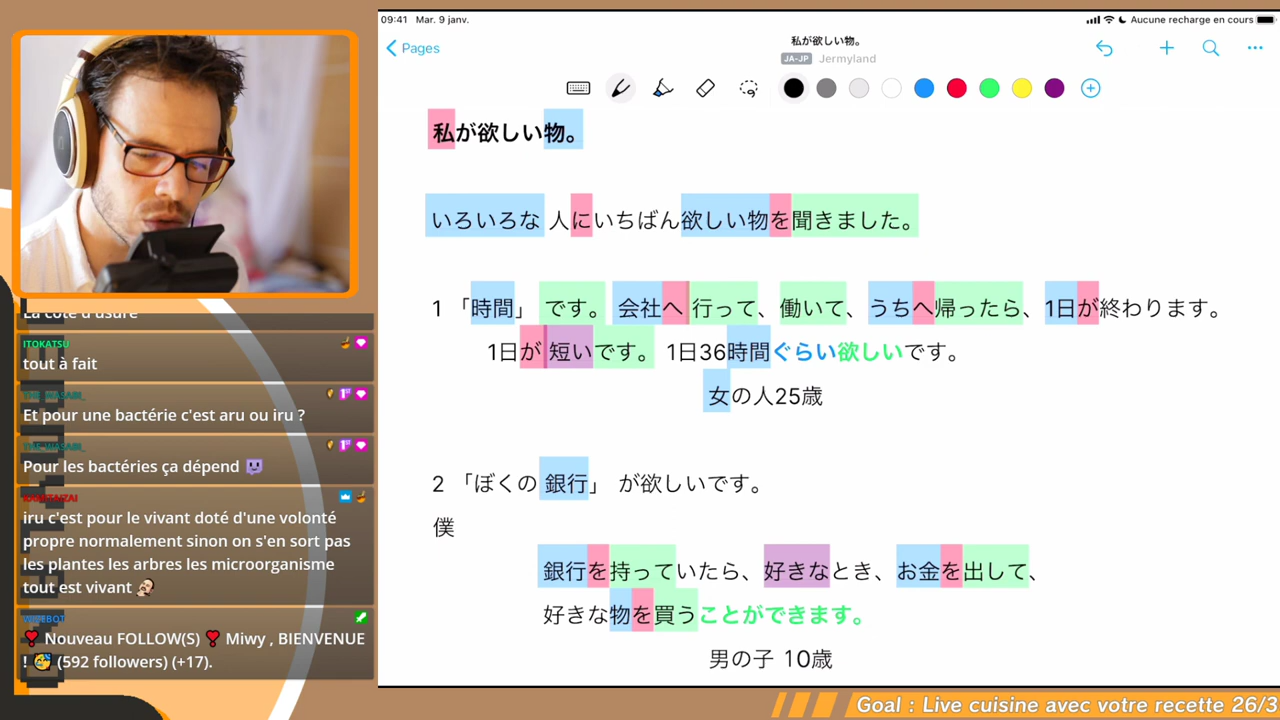 09:41 Mar. 9 janv.
Aucune recharge en cours
Pages
私が欲しい物。
JA-JP Jermyland
私が欲しい物。
いろいろな 人にいちばん欲しい物を聞きました。
1 「時間」 です。 会社へ 行って、働いて、うちへ帰ったら、1日が終わります。
1日が 短いです。 1日36時間ぐらい欲しいです。
女の人25歳
2 「ぼくの 銀行」 が欲しいです。
僕
銀行を持っていたら、好きなとき、お金を出して、
好きな物を買うことができます。
男の子 10歳
La côté d'usure
ITOKATSU
tout à fait
THE_WASABI_
Et pour une bactérie c'est aru ou iru ?
THE_WASABI_
Pour les bactéries ça dépend
iru c'est pour le vivant doté d'une volonté
propre normalement sinon on s'en sort pas
les plantes les arbres les microorganisme
tout est vivant
WIZEBOT
Nouveau FOLLOW(S) Miwy , BIENVENUE
! (592 followers) (+17).
Goal : Live cuisine avec votre recette 26/3